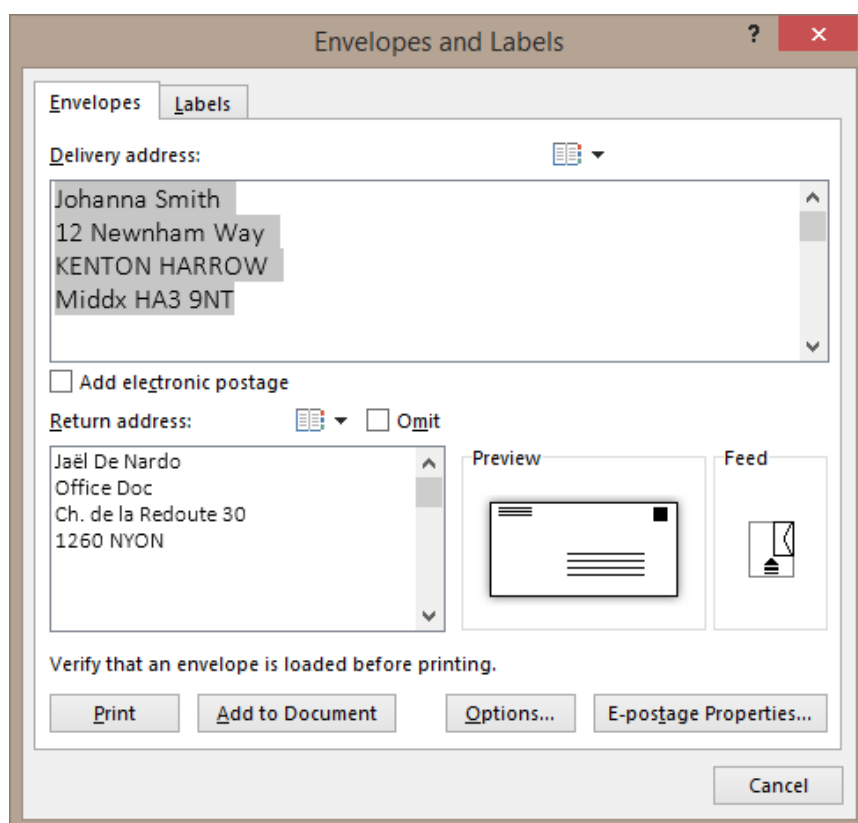 Envelopes and Labels
?
×
Envelopes
Labels
Delivery address:
Johanna Smith
12 Newnham Way
KENTON HARROW
Middx HA3 9NT
Add electronic postage
Return address:
Omit
Jaël De Nardo
Office Doc
Ch. de la Redoute 30
1260 NYON
Preview
Feed
Verify that an envelope is loaded before printing.
Print
Add to Document
Options...
E-postage Properties...
Cancel